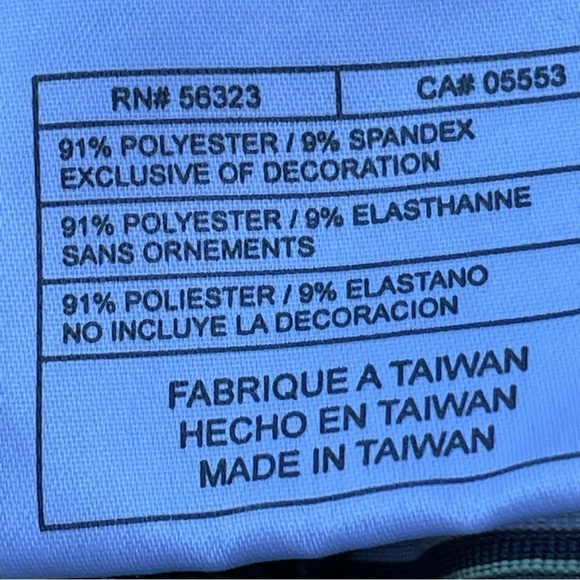 RN# 56323 CA# 05553
91% POLYESTER / 9% SPANDEX
EXCLUSIVE OF DECORATION
91% POLYESTER / 9% ELASTHANNE
SANS ORNEMENTS
91% POLIESTER / 9% ELASTANO
NO INCLUYE LA DECORACION
FABRIQUE A TAIWAN
HECHO EN TAIWAN
MADE IN TAIWAN